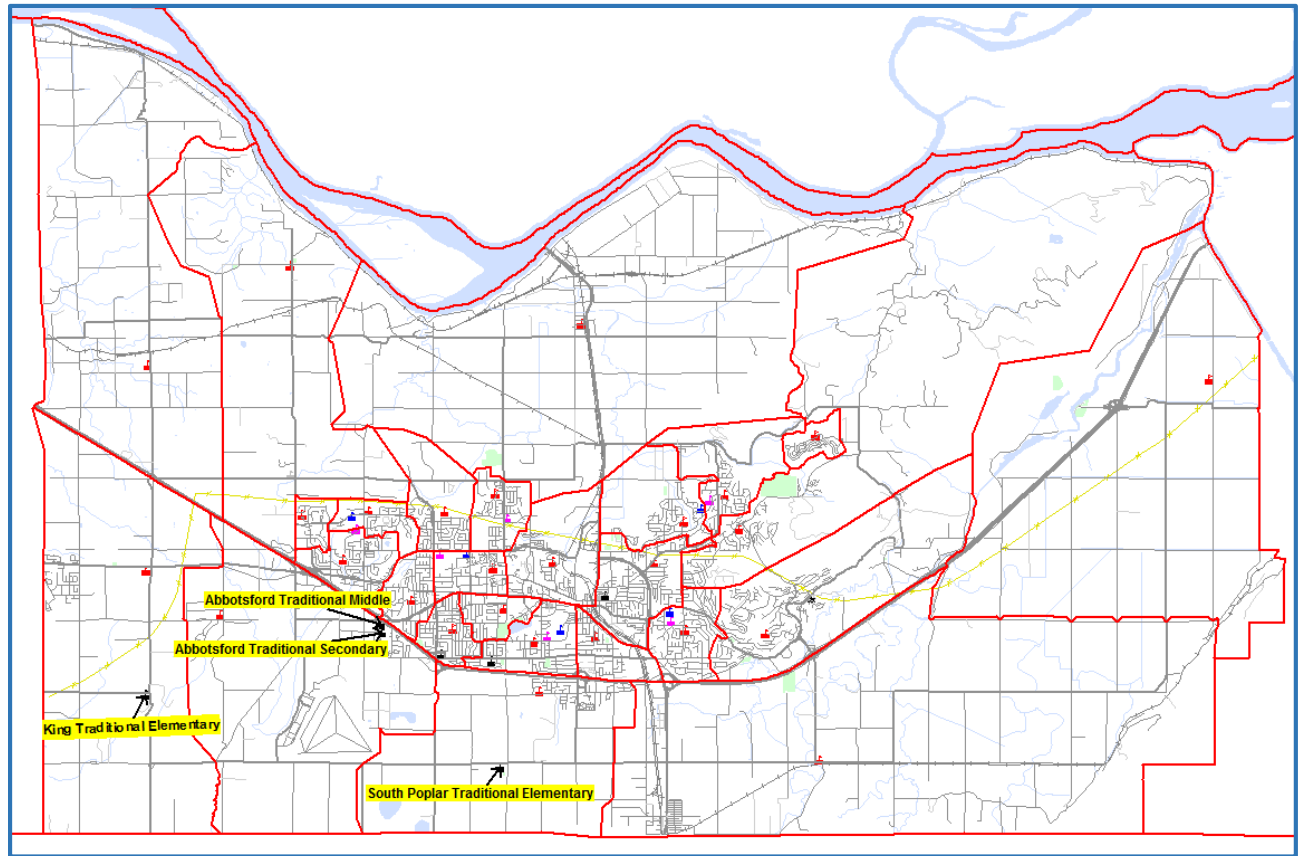 Abbotsford Traditional Middle
Abbotsford Traditional Secondary
King Traditional Elementary
South Poplar Traditional Elementary